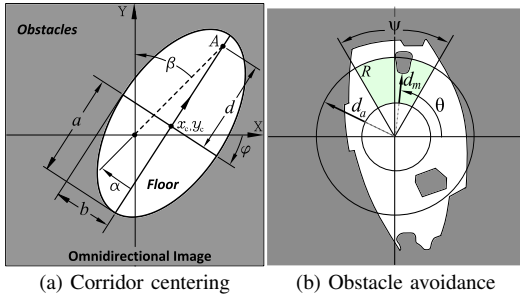 Obstacles
Y
A
β
a
d
X
x_c, y_c
φ
α
Floor
b
Omnidirectional Image
ψ
R
d_m
d_a
θ
(a) Corridor centering
(b) Obstacle avoidance